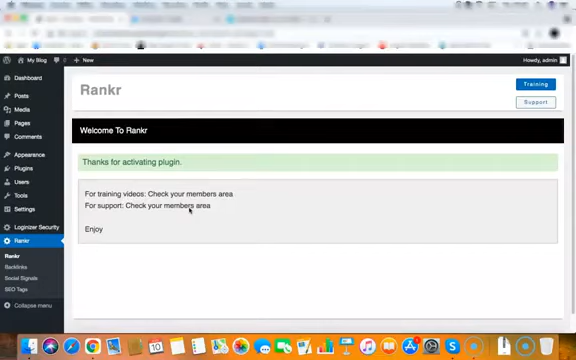 My Blog
0
New
Howdy, admin
Dashboard
Posts
Media
Pages
Comments
Appearance
Plugins
Users
Tools
Settings
Loginizer Security
Rankr
Rankr
Backlinks
Social Signals
SEO Tags
Collapse menu
Rankr
Training
Support
Welcome To Rankr
Thanks for activating plugin.
For training videos: Check your members area
For support: Check your members area
Enjoy